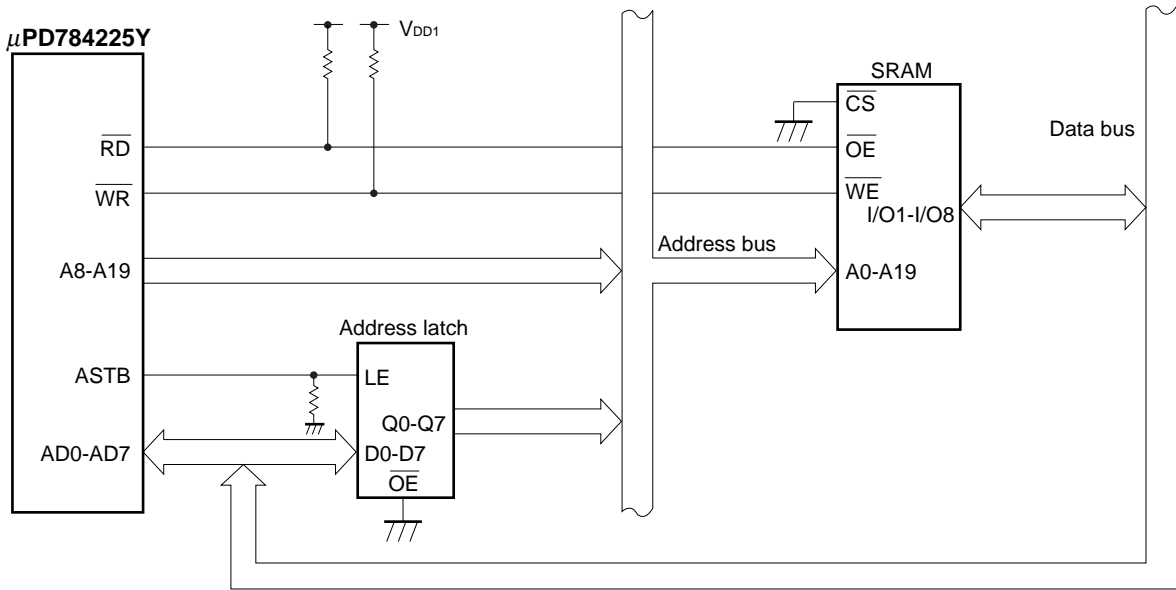 μPD784225Y
VDD1
SRAM
CS
RD
OE
Data bus
WR
WE
I/O1-I/O8
Address bus
A8-A19
A0-A19
Address latch
ASTB
LE
Q0-Q7
AD0-AD7
D0-D7
OE